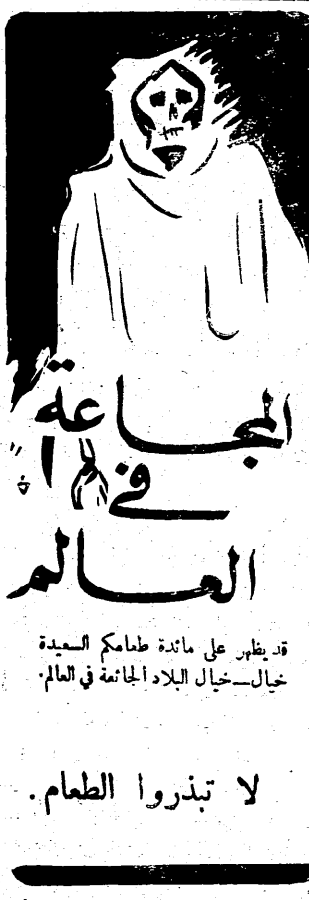 المجاعة
في
العالم
قد يظهر على مائدة طعامكم السعيدة
خيال – خيال البلاد الجائعة في العالم.
لا تبذروا الطعام.